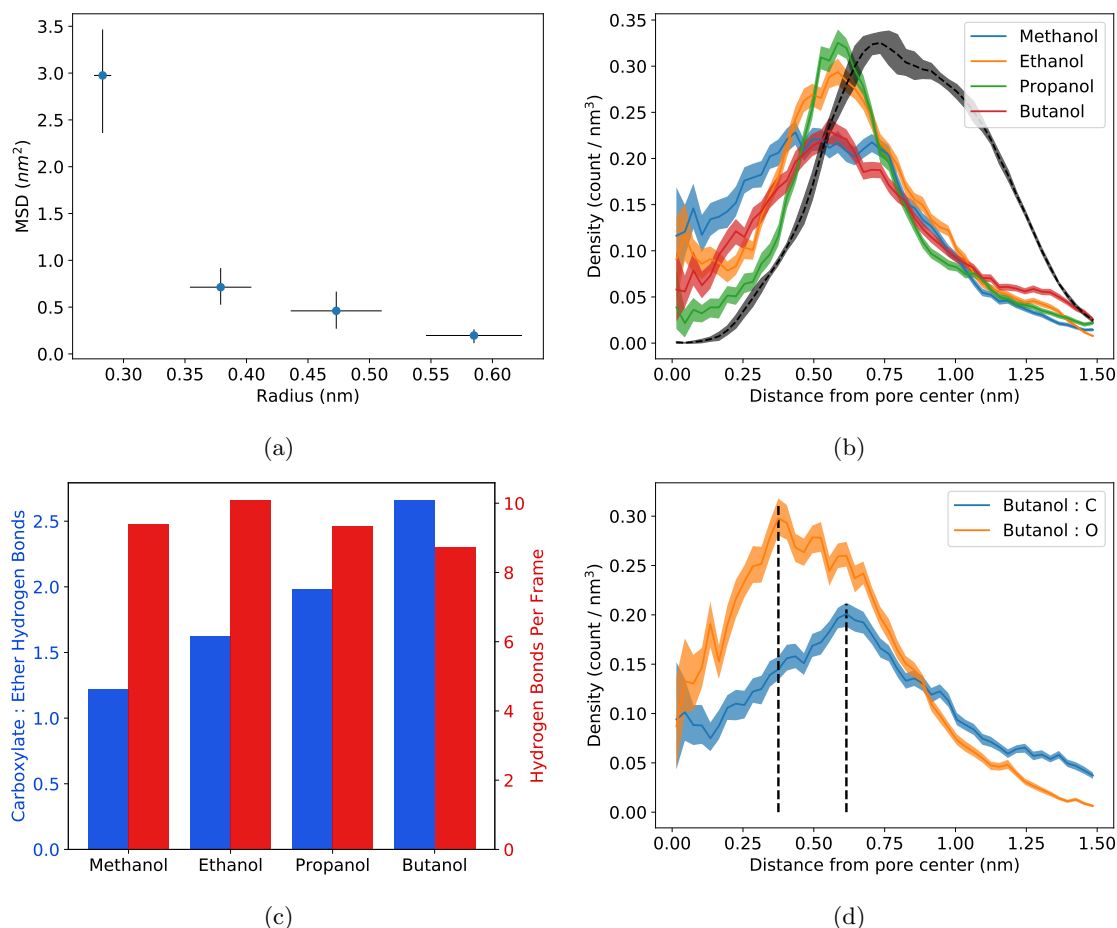 3.5
3.0
2.5
2.0
1.5
1.0
0.5
0.0
MSD (nm²)
0.30 0.35 0.40 0.45 0.50 0.55 0.60
Radius (nm)
(a)
0.35
0.30
0.25
0.20
0.15
0.10
0.05
0.00
Density (count / nm³)
Methanol
Ethanol
Propanol
Butanol
0.00 0.25 0.50 0.75 1.00 1.25 1.50
Distance from pore center (nm)
(b)
2.5
2.0
1.5
1.0
0.5
0.0
Carboxylate : Ether Hydrogen Bonds
10
8
6
4
2
0
Hydrogen Bonds Per Frame
Methanol Ethanol Propanol Butanol
(c)
0.30
0.25
0.20
0.15
0.10
0.05
0.00
Density (count / nm³)
Butanol : C
Butanol : O
0.00 0.25 0.50 0.75 1.00 1.25 1.50
Distance from pore center (nm)
(d)